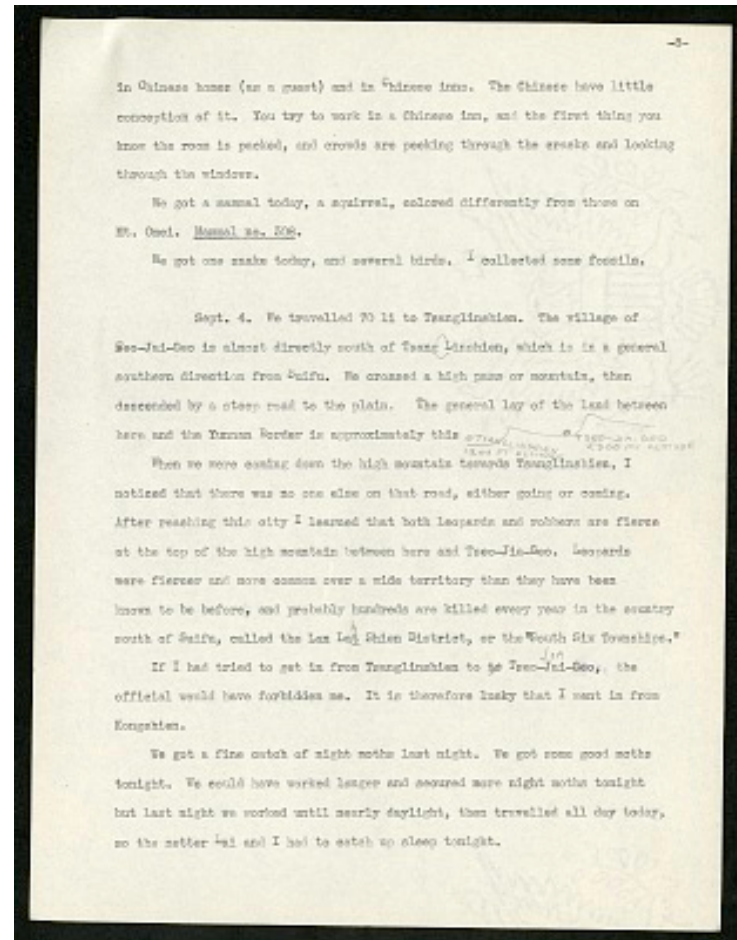 -3-
in Chinese homes (as a guest) and in Chinese inns. The Chinese have little
conception of it. You try to work in a Chinese inn, and the first thing you
know the room is packed, and crowds are peeking through the cracks and looking
through the windows.
We got a mammal today, a squirrel, colored differently from those on
Mt. Omei. Mammal no. 508.
We got one snake today, and several birds. I collected some fossils.
Sept. 4. We travelled 70 li to Tsanglinshien. The village of
is almost directly south of Tsang Linshien, which is in a general
southern direction from Suifu. We crossed a high pass or mountain, then
descended by a steep road to the plain. The general lay of the land between
here and the Yunnan Border is approximately this
When we were coming down the high mountain towards Tsanglinshien, I
noticed that there was no one else on that road, either going or coming.
After reaching this city I learned that both leopards and robbers are fierce
at the top of the high mountain between here and Tseo-Jia-Geo. Leopards
were fiercer and more common over a wide territory than they have been
known to be before, and probably hundreds are killed every year in the country
south of Suifu, called the Lan Shien District, or the "South Six Townships."
If I had tried to get in from Tsanglinshien to the
official would have forbidden me. It is therefore lucky that I went in from
Kongshien.
We got a fine catch of night moths last night. We got some good moths
tonight. We could have worked longer and secured more night moths tonight
but last night we worked until nearly daylight, then travelled all day today,
so the netter Lai and I had to catch up sleep tonight.